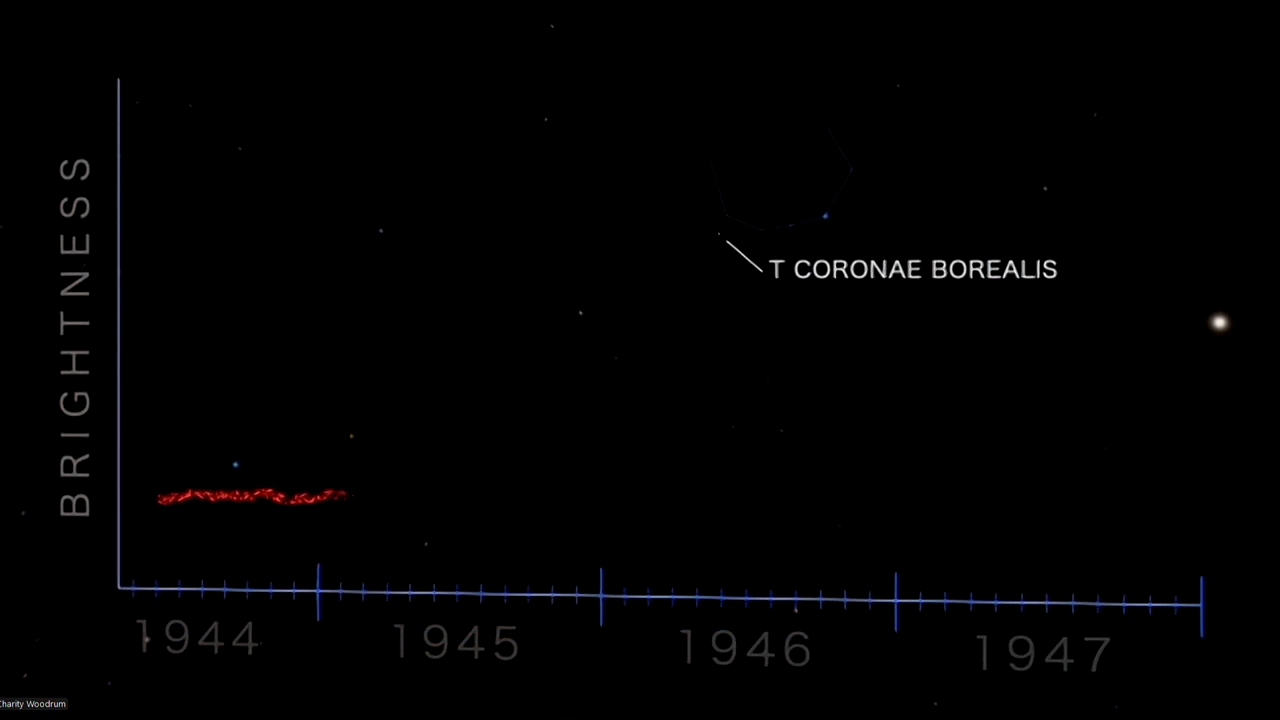 BRIGHTNESS
T CORONAE BOREALIS
1944
1945
1946
1947
Charity Woodrum